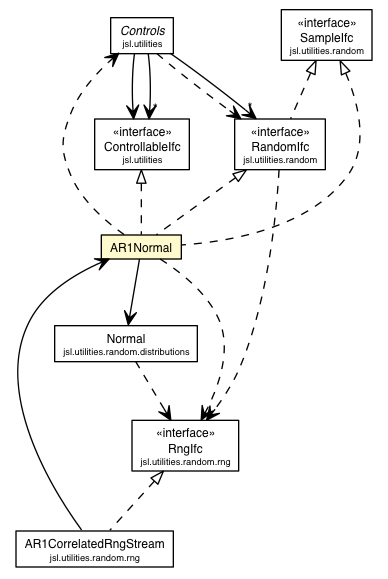 Controls
jsl.utilities
«interface»
SampleIfc
jsl.utilities.random
«interface»
ControllableIfc
jsl.utilities
«interface»
RandomIfc
jsl.utilities.random
AR1Normal
Normal
jsl.utilities.random.distributions
«interface»
RngIfc
jsl.utilities.random.rng
AR1CorrelatedRngStream
jsl.utilities.random.rng